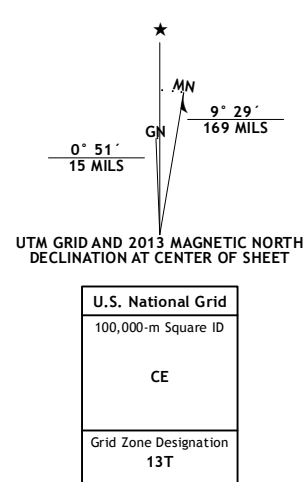 ★
MN
9° 29´
169 MILS
GN
0° 51´
15 MILS
UTM GRID AND 2013 MAGNETIC NORTH
DECLINATION AT CENTER OF SHEET
U.S. National Grid
100,000-m Square ID
CE
Grid Zone Designation
13T